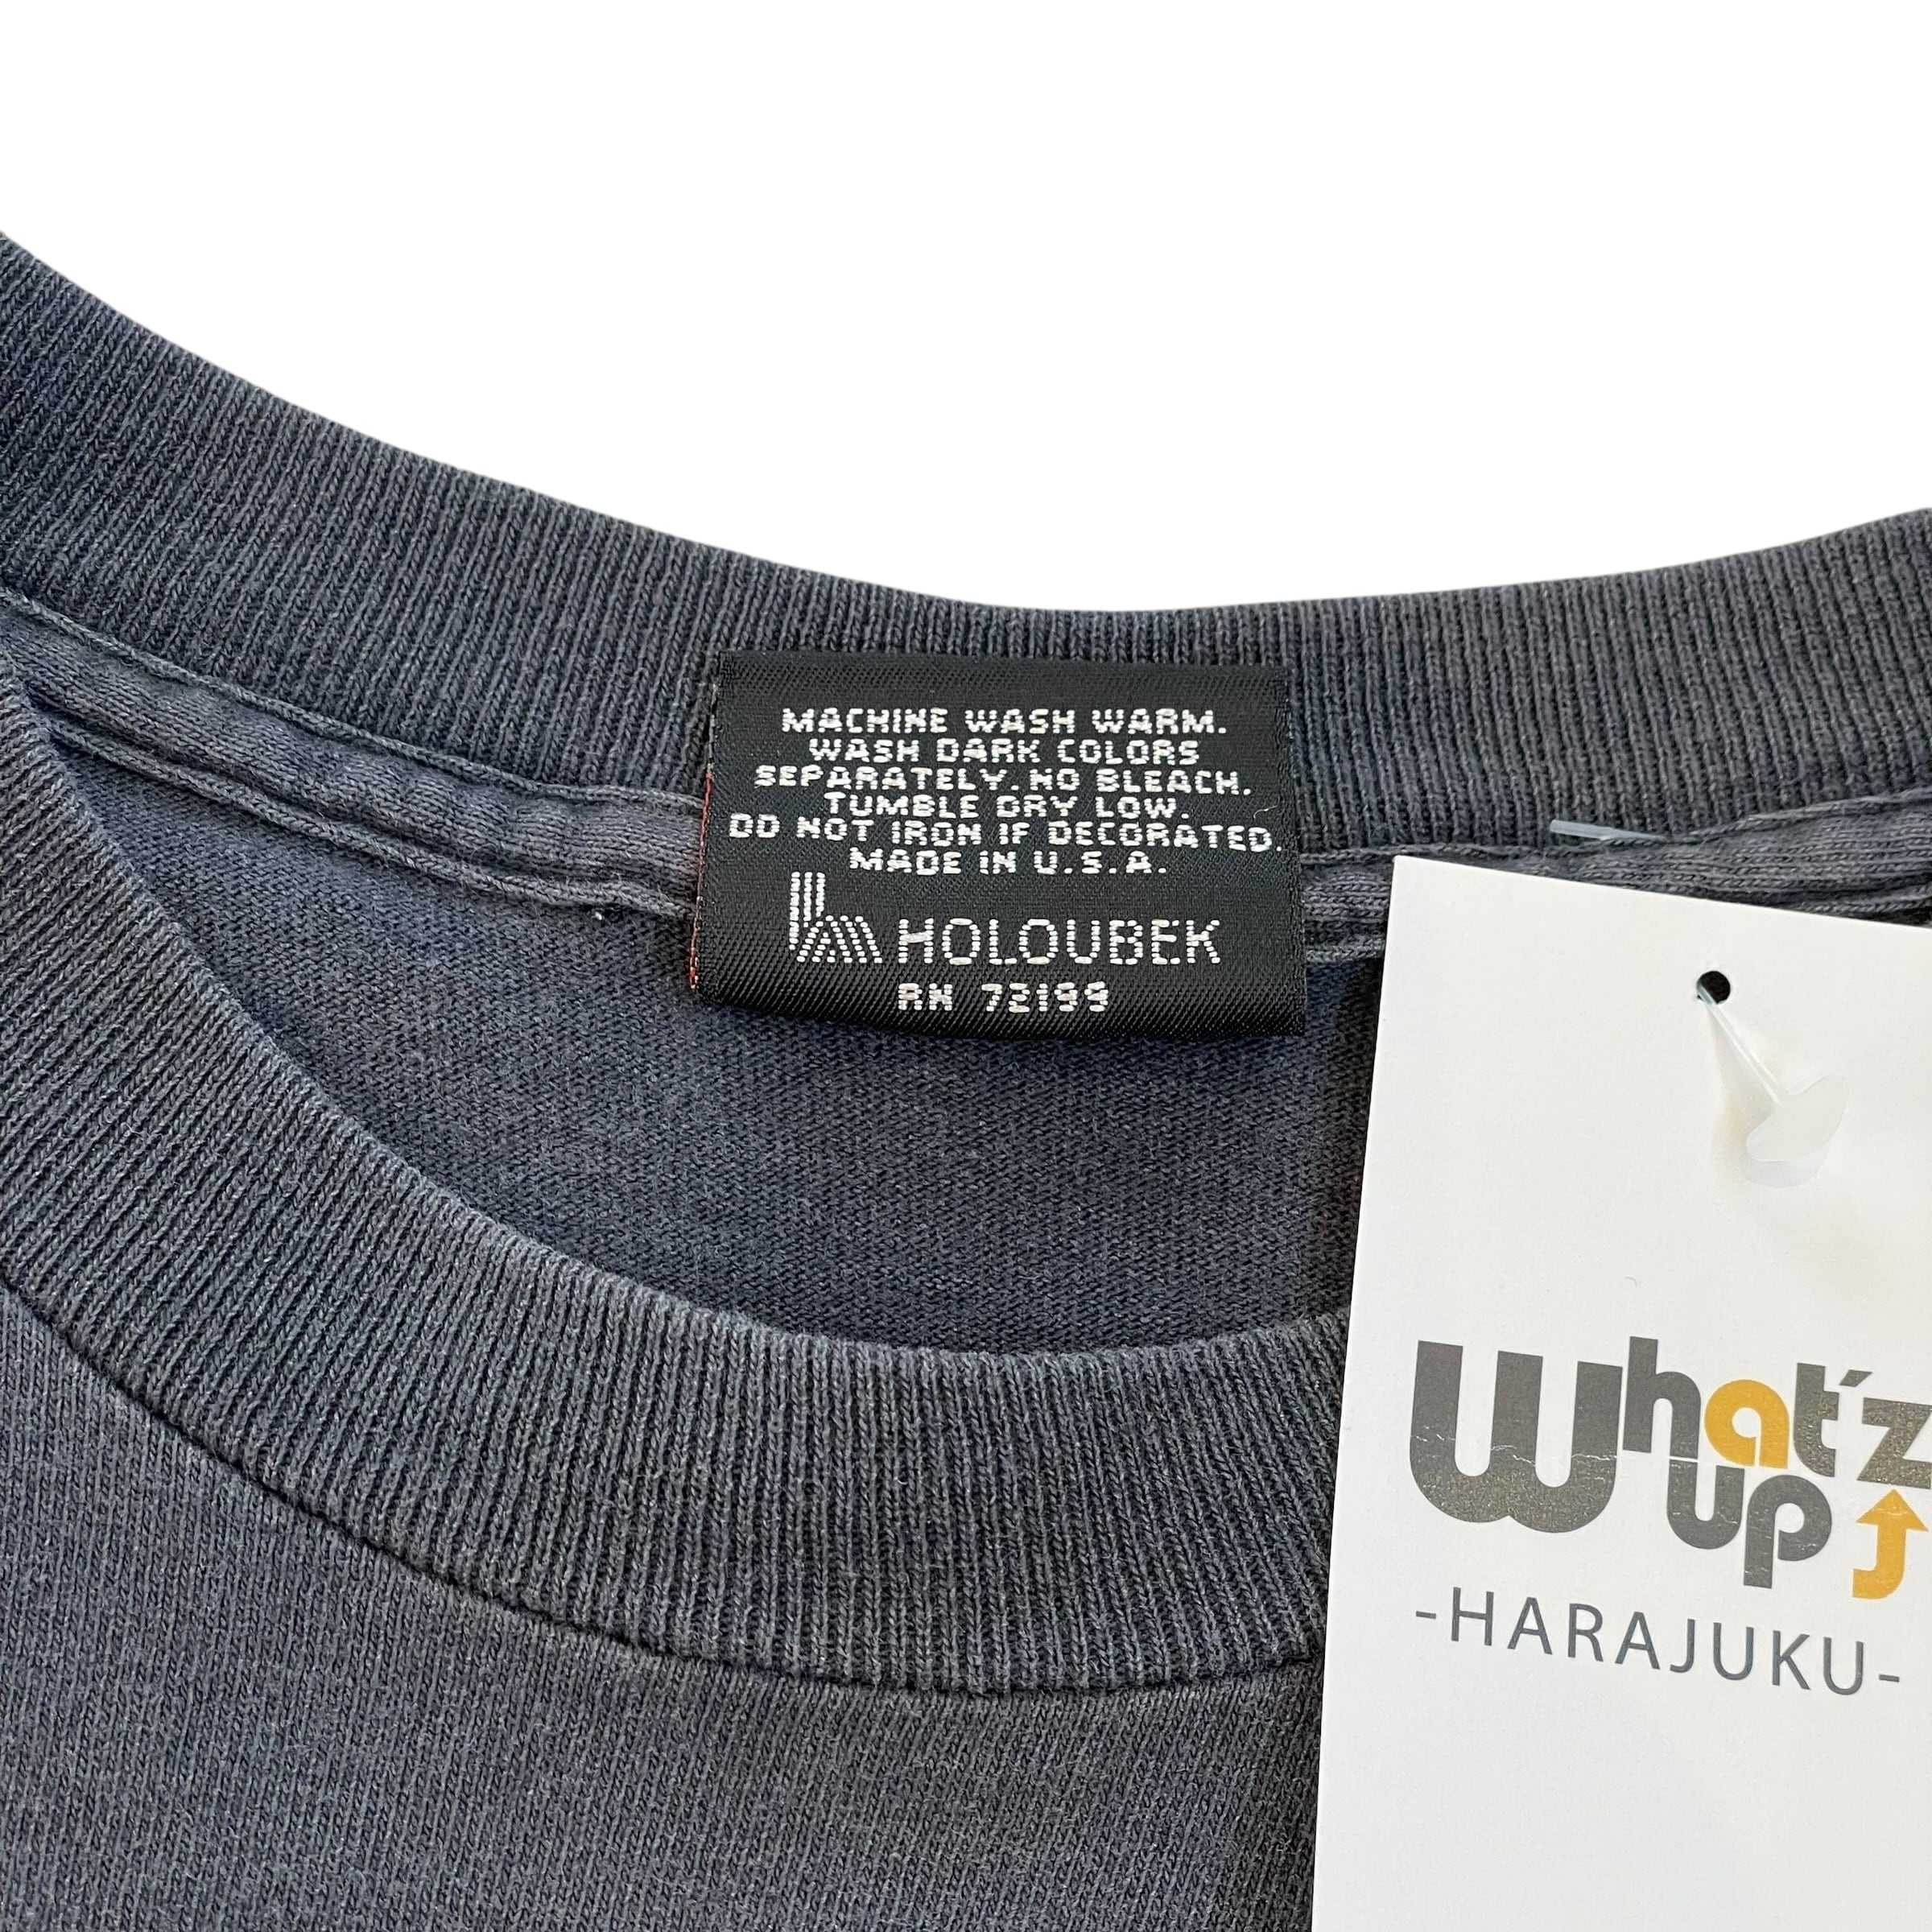 MACHINE WASH WARM.
WASH DARK COLORS
SEPARATELY. NO BLEACH.
TUMBLE DRY LOW.
DO NOT IRON IF DECORATED.
MADE IN U.S.A.
HOLOUBEK
RN 72199
What'z
up
-HARAJUKU-